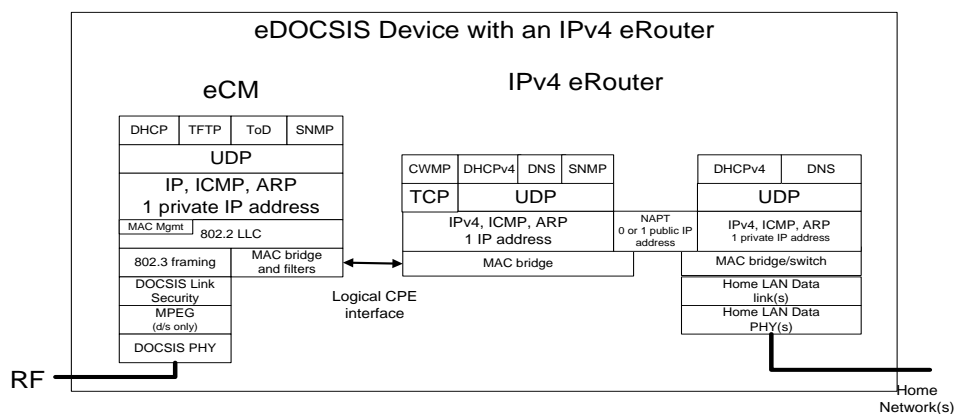 eDOCSIS Device with an IPv4 eRouter
eCM
IPv4 eRouter
DHCP TFTP ToD SNMP
UDP
IP, ICMP, ARP
1 private IP address
MAC Mgmt
802.2 LLC
802.3 framing
MAC bridge
and filters
DOCSIS Link
Security
MPEG
(d/s only)
DOCSIS PHY
RF
Logical CPE
interface
CWMP DHCPv4 DNS SNMP
TCP UDP
IPv4, ICMP, ARP
1 IP address
MAC bridge
NAPT
0 or 1 public IP
address
DHCPv4 DNS
UDP
IPv4, ICMP, ARP
1 private IP address
MAC bridge/switch
Home LAN Data
link(s)
Home LAN Data
PHY(s)
Home
Network(s)